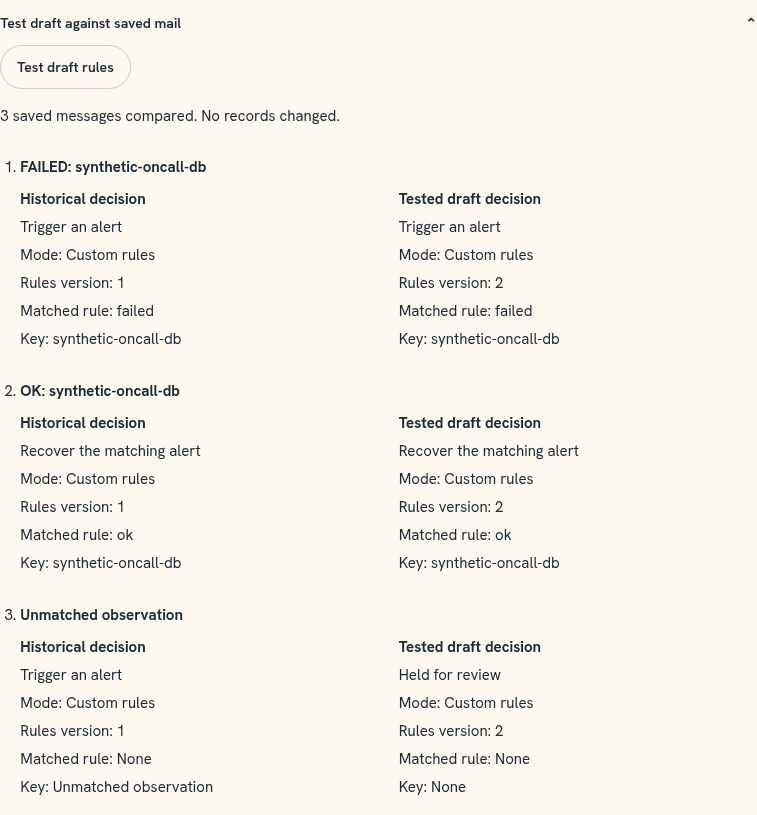 Test draft against saved mail
Test draft rules
3 saved messages compared. No records changed.
1. FAILED: synthetic-oncall-db
Historical decision
Trigger an alert
Mode: Custom rules
Rules version: 1
Matched rule: failed
Key: synthetic-oncall-db
Tested draft decision
Trigger an alert
Mode: Custom rules
Rules version: 2
Matched rule: failed
Key: synthetic-oncall-db
2. OK: synthetic-oncall-db
Historical decision
Recover the matching alert
Mode: Custom rules
Rules version: 1
Matched rule: ok
Key: synthetic-oncall-db
Tested draft decision
Recover the matching alert
Mode: Custom rules
Rules version: 2
Matched rule: ok
Key: synthetic-oncall-db
3. Unmatched observation
Historical decision
Trigger an alert
Mode: Custom rules
Rules version: 1
Matched rule: None
Key: Unmatched observation
Tested draft decision
Held for review
Mode: Custom rules
Rules version: 2
Matched rule: None
Key: None